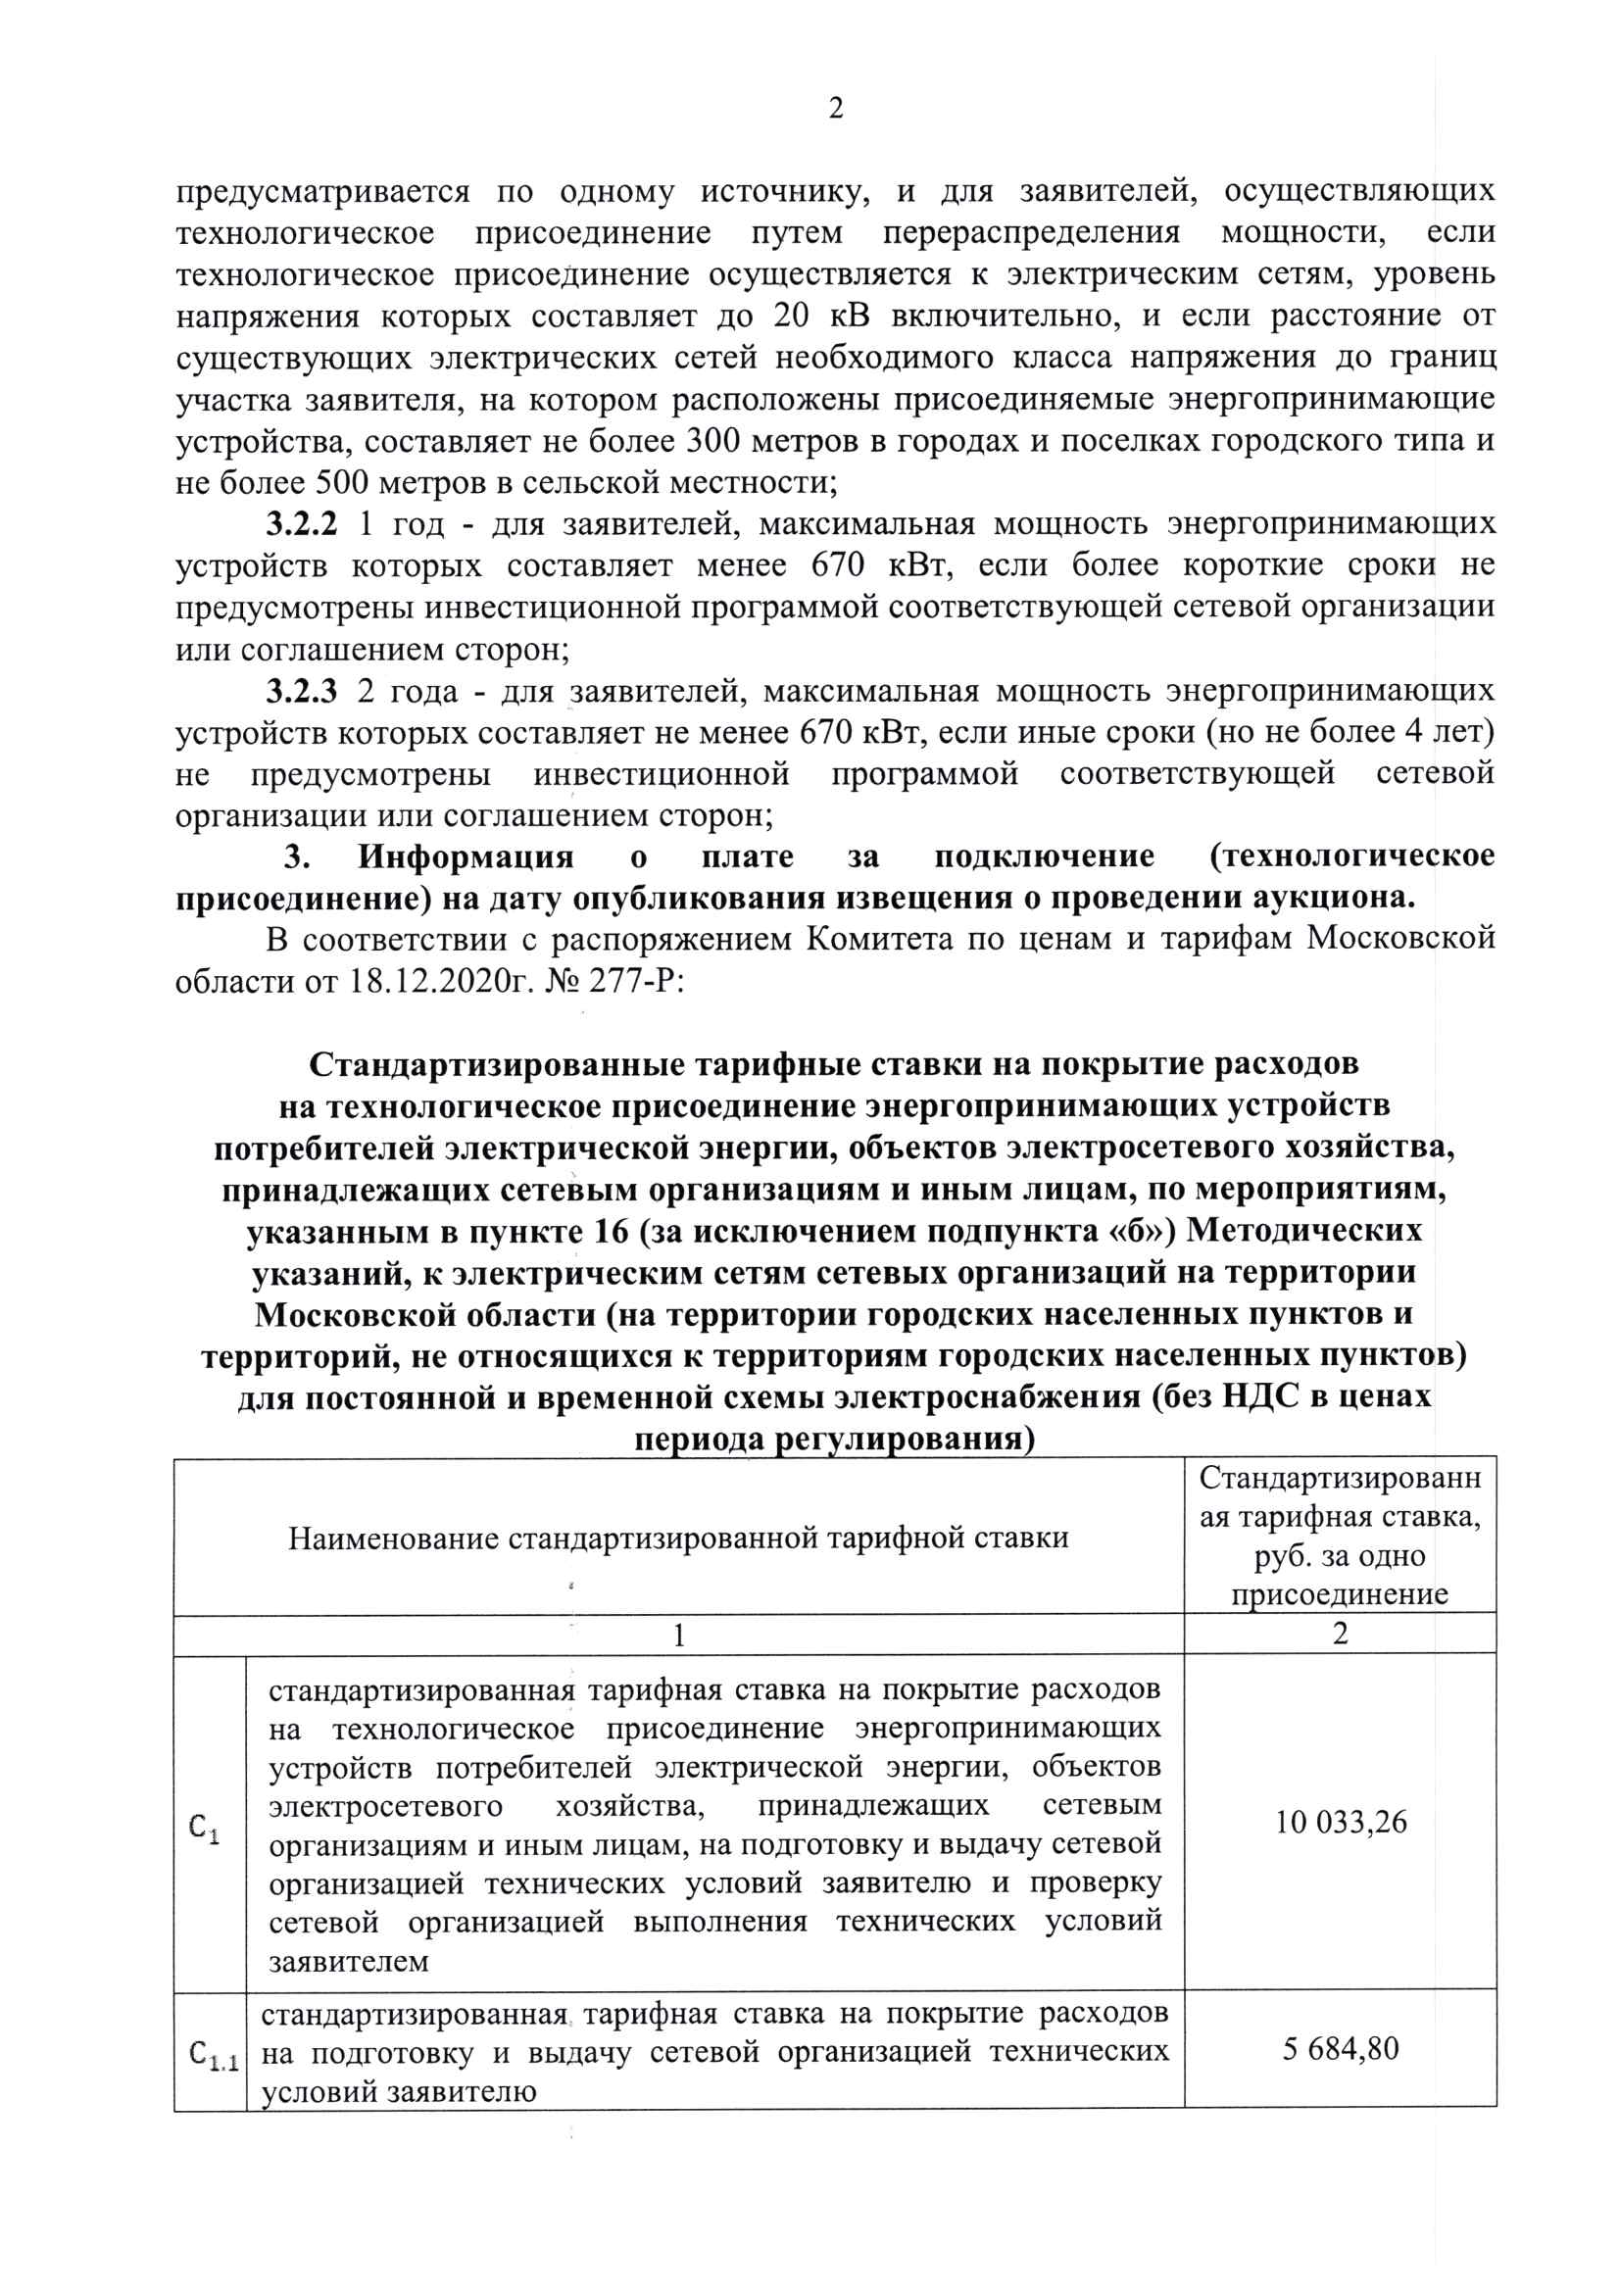 2
предусматривается по одному источнику, и для заявителей, осуществляющих
технологическое присоединение путем перераспределения мощности, если
технологическое присоединение осуществляется к электрическим сетям, уровень
напряжения которых составляет до 20 кВ включительно, и если расстояние от
существующих электрических сетей необходимого класса напряжения до границ
участка заявителя, на котором расположены присоединяемые энергопринимающие
устройства, составляет не более 300 метров в городах и поселках городского типа и
не более 500 метров в сельской местности;
3.2.2 1 год - для заявителей, максимальная мощность энергопринимающих
устройств которых составляет менее 670 кВт, если более короткие сроки не
предусмотрены инвестиционной программой соответствующей сетевой организации
или соглашением сторон;
3.2.3 2 года - для заявителей, максимальная мощность энергопринимающих
устройств которых составляет не менее 670 кВт, если иные сроки (но не более 4 лет)
не предусмотрены инвестиционной программой соответствующей сетевой
организации или соглашением сторон;
3. Информация о плате за подключение (технологическое
присоединение) на дату опубликования извещения о проведении аукциона.
В соответствии с распоряжением Комитета по ценам и тарифам Московской
области от 18.12.2020г. № 277-Р:
Стандартизированные тарифные ставки на покрытие расходов
на технологическое присоединение энергопринимающих устройств
потребителей электрической энергии, объектов электросетевого хозяйства,
принадлежащих сетевым организациям и иным лицам, по мероприятиям,
указанным в пункте 16 (за исключением подпункта «б») Методических
указаний, к электрическим сетям сетевых организаций на территории
Московской области (на территории городских населенных пунктов и
территорий, не относящихся к территориям городских населенных пунктов)
для постоянной и временной схемы электроснабжения (без НДС в ценах
периода регулирования)
Наименование стандартизированной тарифной ставки
Стандартизированн
ая тарифная ставка,
руб. за одно
присоединение
1
2
C1
стандартизированная тарифная ставка на покрытие расходов
на технологическое присоединение энергопринимающих
устройств потребителей электрической энергии, объектов
электросетевого хозяйства, принадлежащих сетевым
организациям и иным лицам, на подготовку и выдачу сетевой
организацией технических условий заявителю и проверку
сетевой организацией выполнения технических условий
заявителем
10 033,26
C1.1
стандартизированная тарифная ставка на покрытие расходов
на подготовку и выдачу сетевой организацией технических
условий заявителю
5 684,80